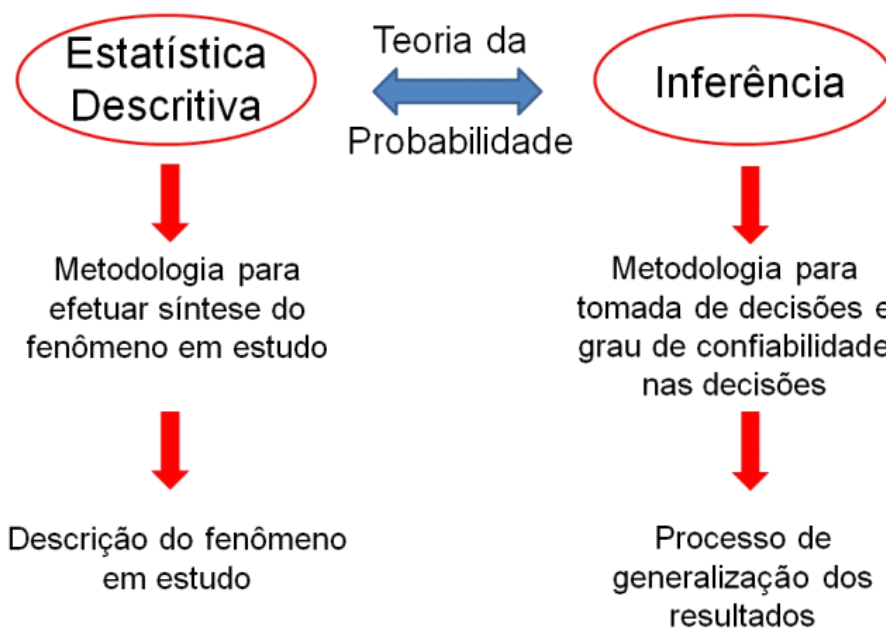 Estatística
Descritiva
Teoria da
Probabilidade
Inferência
Metodologia para
efetuar síntese do
fenômeno em estudo
Descrição do fenômeno
em estudo
Metodologia para
tomada de decisões e
grau de confiabilidade
nas decisões
Processo de
generalização dos
resultados